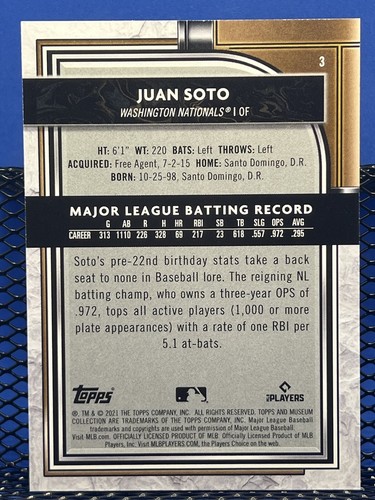 3
JUAN SOTO
WASHINGTON NATIONALS® | OF
HT: 6'1" WT: 220 BATS: Left THROWS: Left
ACQUIRED: Free Agent, 7-2-15 HOME: Santo Domingo, D.R.
BORN: 10-25-98, Santo Domingo, D.R.
MAJOR LEAGUE BATTING RECORD
G AB R H HR RBI SB TB SLG OPS AVG
CAREER 313 1110 226 328 69 217 23 618 .557 .972 .295
Soto's pre-22nd birthday stats take a back
seat to none in Baseball lore. The reigning NL
batting champ, who owns a three-year OPS of
.972, tops all active players (1,000 or more
plate appearances) with a rate of one RBI per
5.1 at-bats.
Topps
PLAYERS
®, TM & © 2021 THE TOPPS COMPANY, INC. ALL RIGHTS RESERVED. TOPPS AND MUSEUM
COLLECTION ARE TRADEMARKS OF THE TOPPS COMPANY, INC. Major League Baseball
trademarks and copyrights are used with permission of Major League Baseball.
Visit MLB.com. OFFICIALLY LICENSED PRODUCT OF MLB. Officially Licensed Product of MLB
Players, Inc. Visit MLBPLAYERS.COM, the Players Choice on the web.